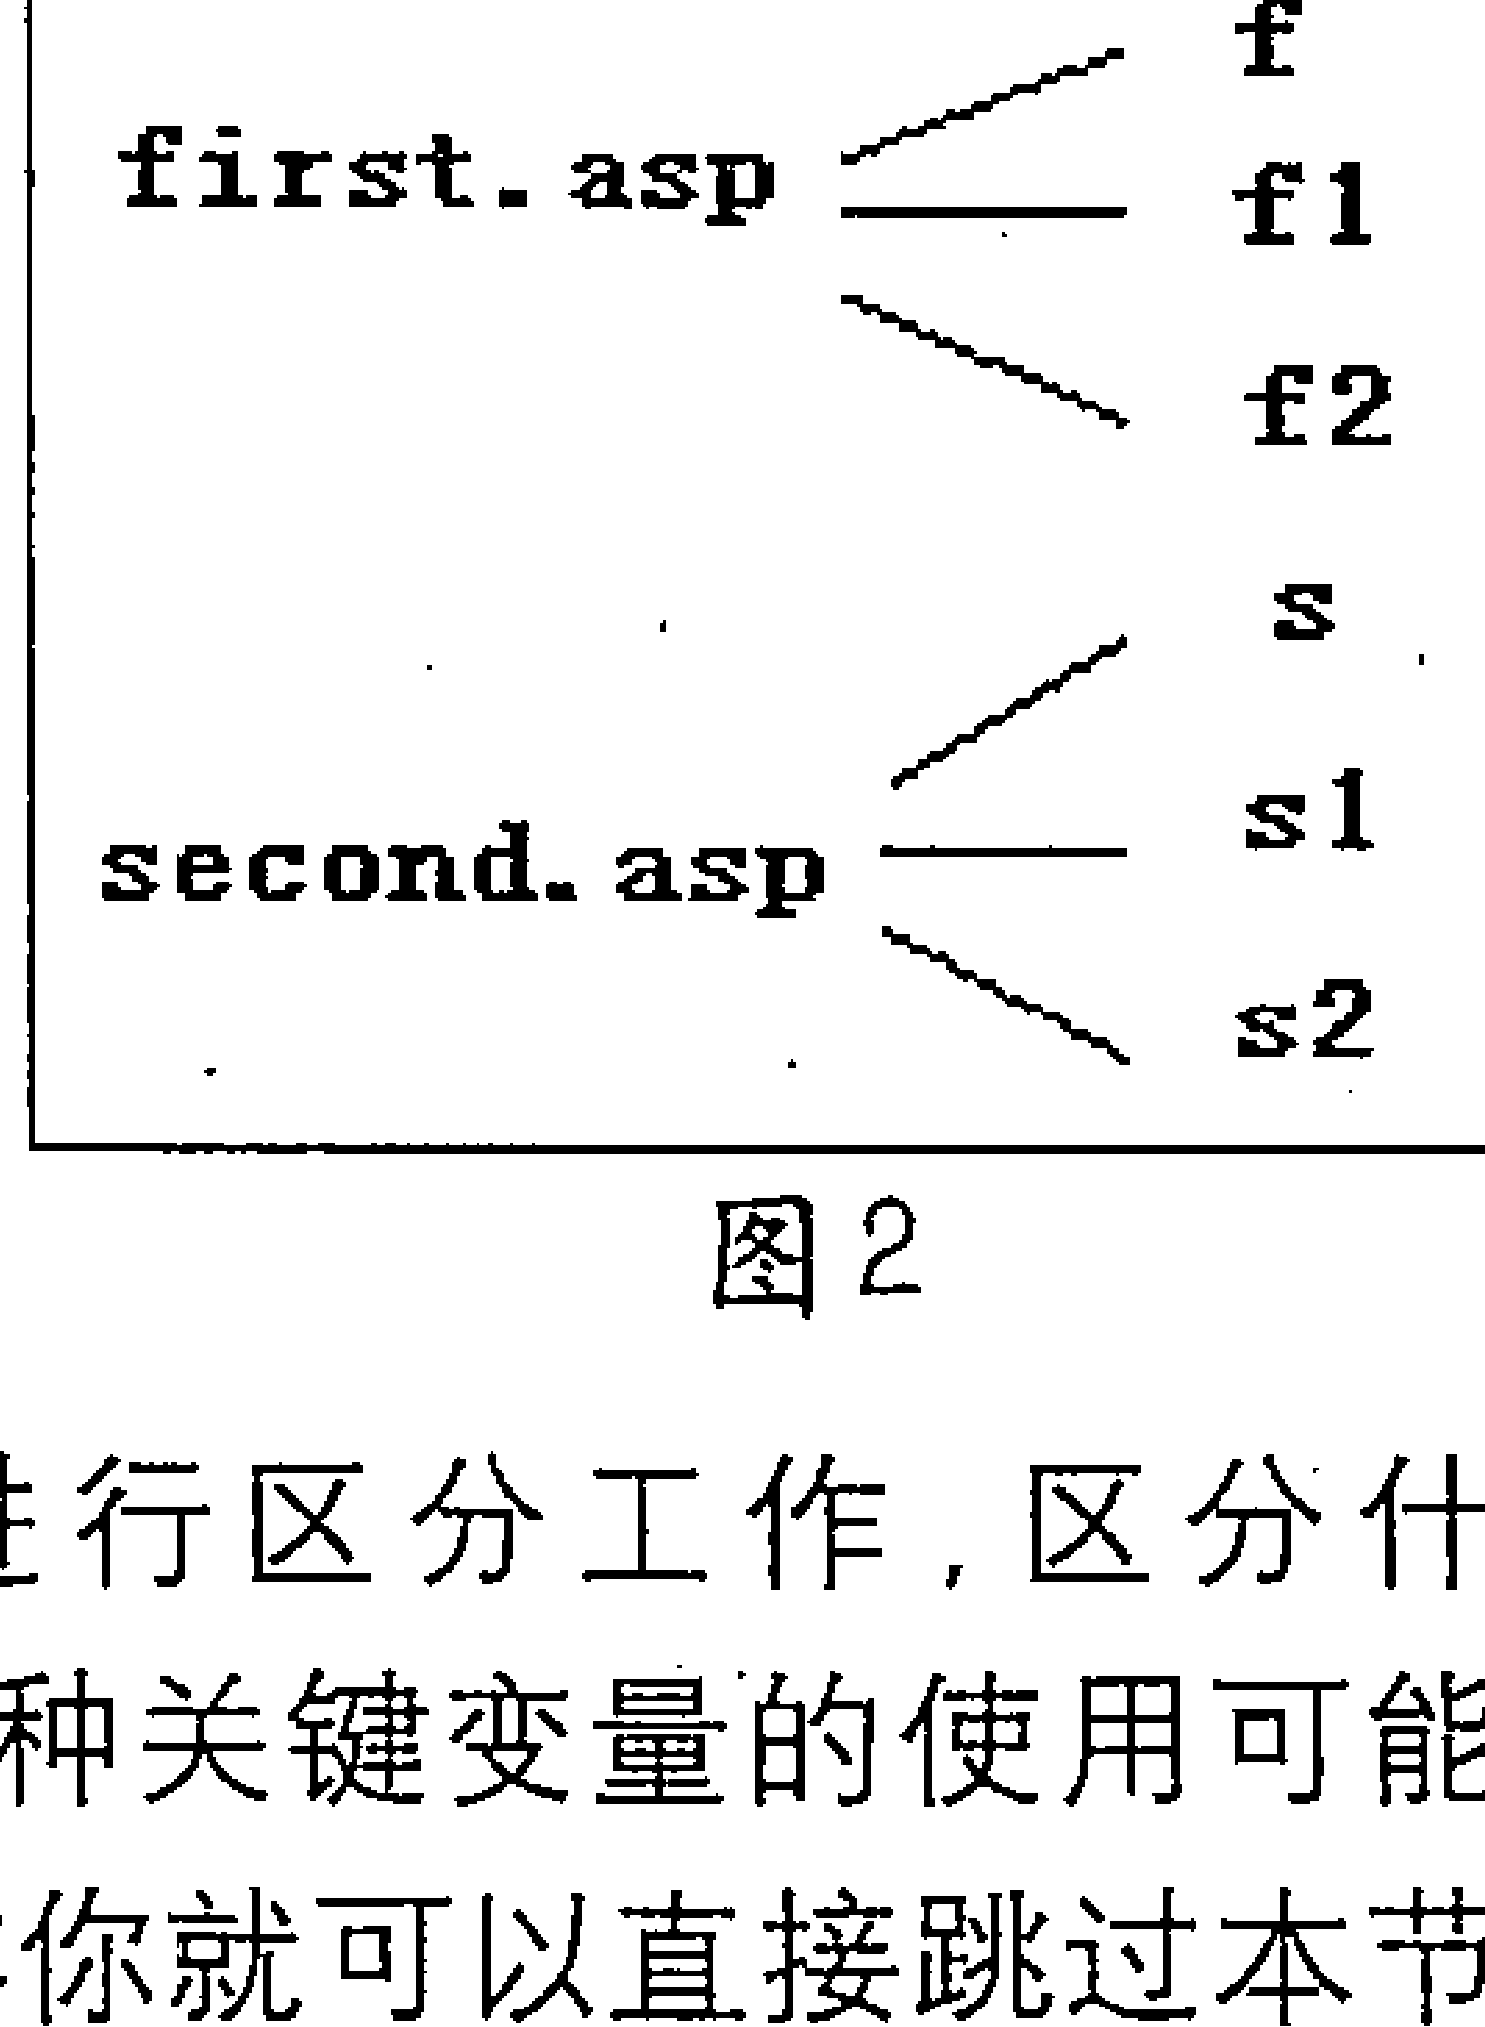 f
first.asp
f1
f2
s
s1
second.asp
s2
图2
进行区分工作,区分什
种关键变量的使用可能
你就可以直接跳过本节